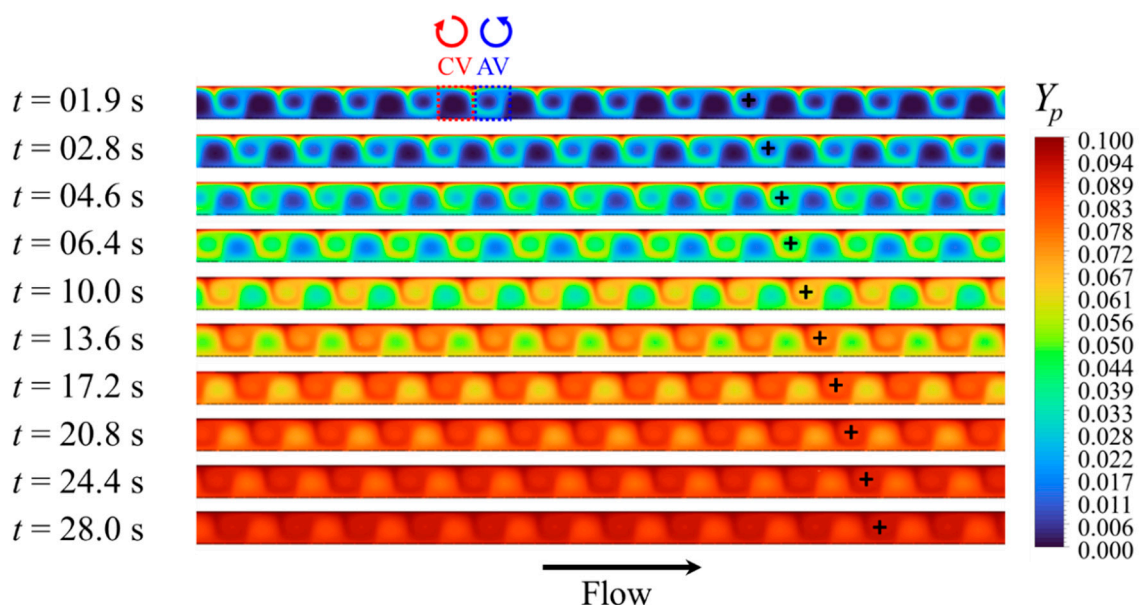 CV AV
t = 01.9 s
t = 02.8 s
t = 04.6 s
t = 06.4 s
t = 10.0 s
t = 13.6 s
t = 17.2 s
t = 20.8 s
t = 24.4 s
t = 28.0 s
Flow
Yp
0.100
0.094
0.089
0.083
0.078
0.072
0.067
0.061
0.056
0.050
0.044
0.039
0.033
0.028
0.022
0.017
0.011
0.006
0.000